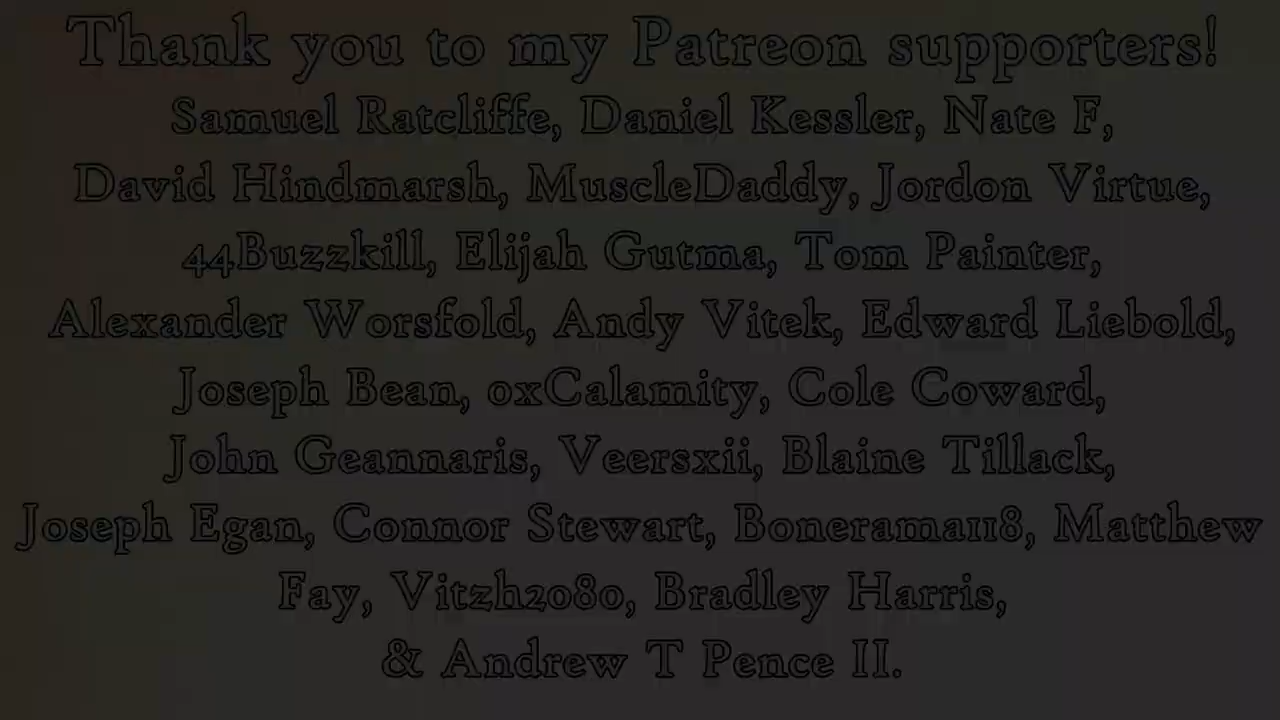 Thank you to my Patreon supporters!
Samuel Ratcliffe, Daniel Kessler, Nate F,
David Hindmarsh, MuscleDaddy, Jordon Virtue,
44Buzzkill, Elijah Gutma, Tom Painter,
Alexander Worsfold, Andy Vitek, Edward Liebold,
Joseph Bean, 0xCalamity, Cole Coward,
John Geannaris, Veersxii, Blaine Tillack,
Joseph Egan, Connor Stewart, Bonerama118, Matthew
Fay, Vitzh2080, Bradley Harris,
& Andrew T Pence II.